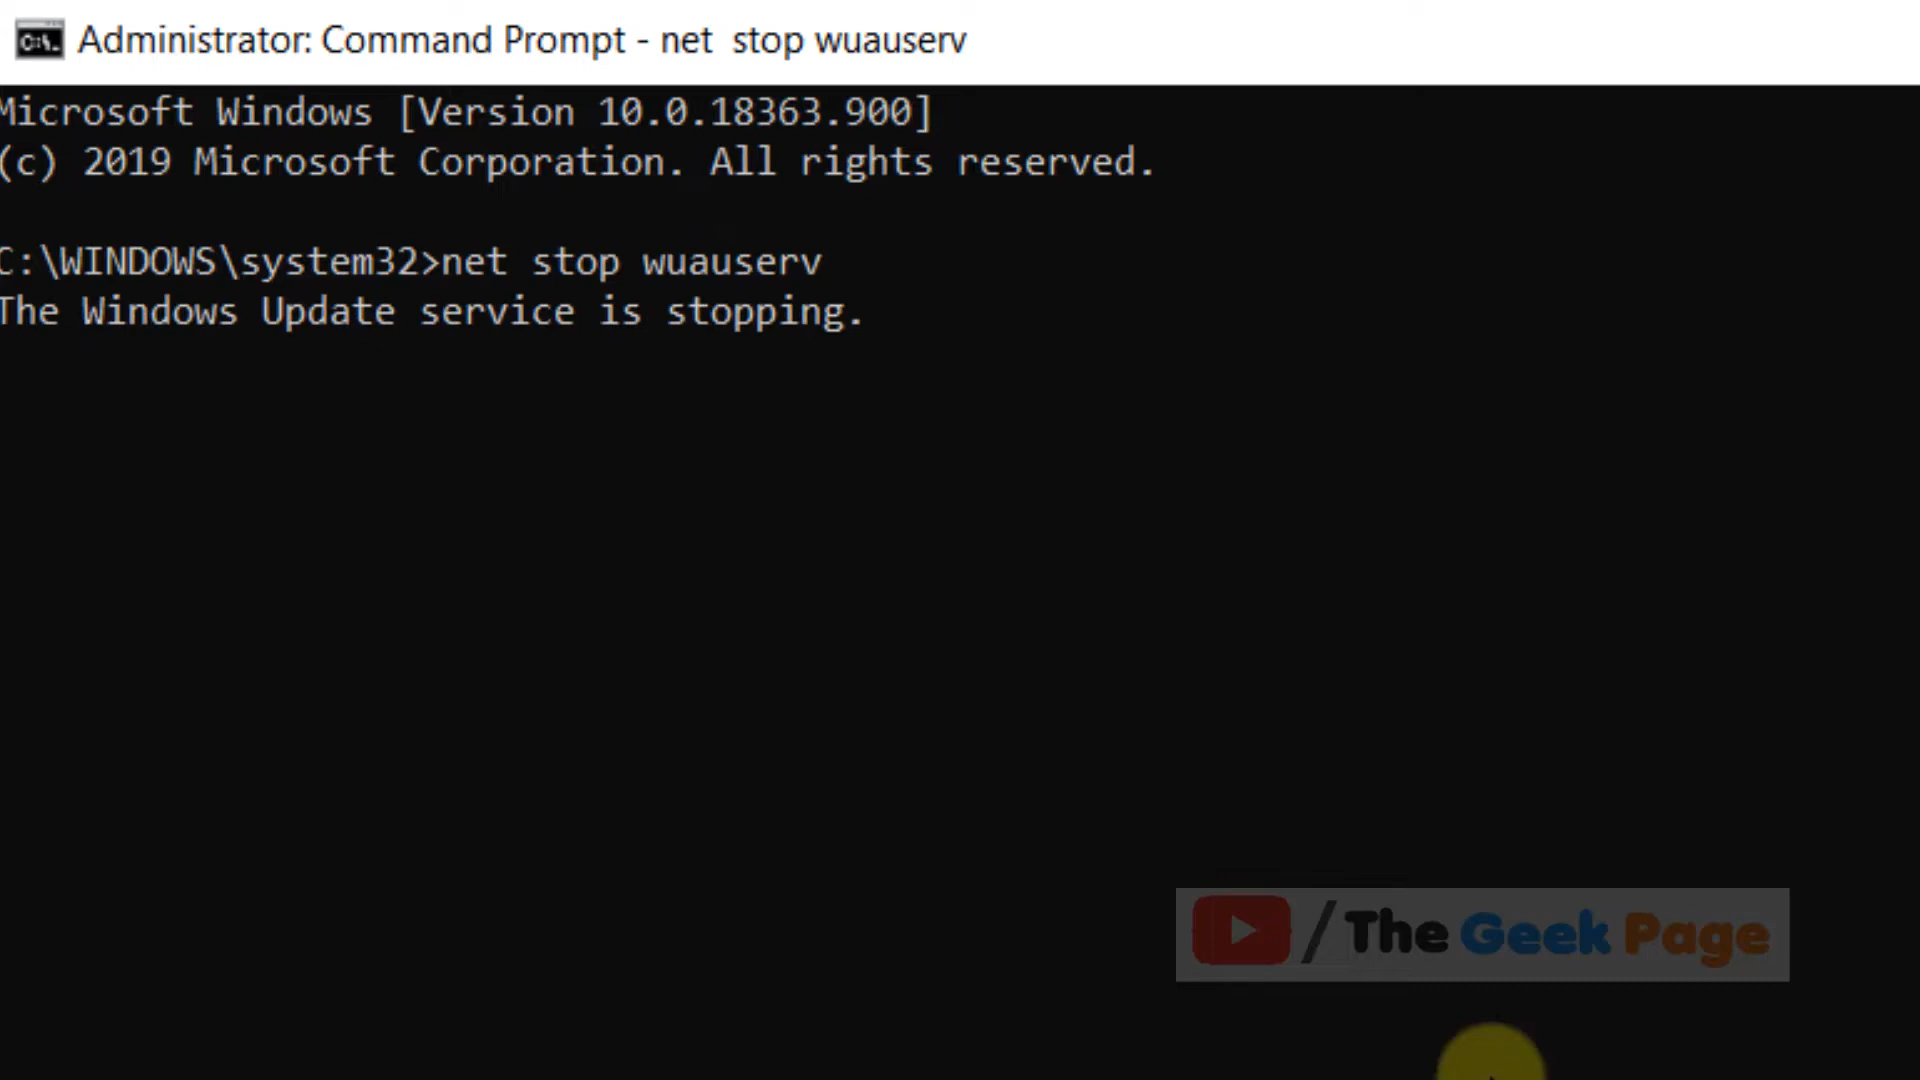 Administrator: Command Prompt - net  stop wuauserv
Microsoft Windows [Version 10.0.18363.900]
(c) 2019 Microsoft Corporation. All rights reserved.
C:\WINDOWS\system32>net stop wuauserv
The Windows Update service is stopping.
/The Geek Page